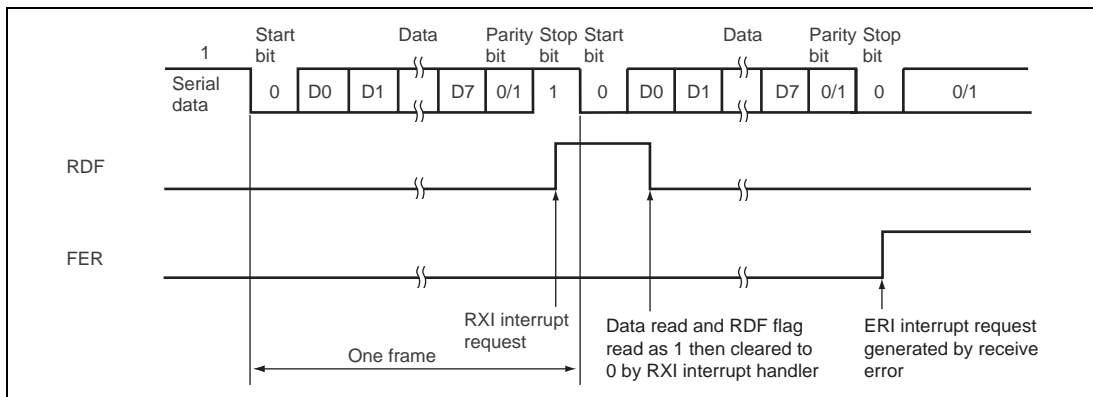 Start bit
Data
Parity bit
Stop bit
Start bit
Data
Parity bit
Stop bit
1
Serial data
0
D0
D1
D7
0/1
1
0
D0
D1
D7
0/1
0
0/1
RDF
FER
RXI interrupt
request
Data read and RDF flag
read as 1 then cleared to
0 by RXI interrupt handler
ERI interrupt request
generated by receive
error
One frame